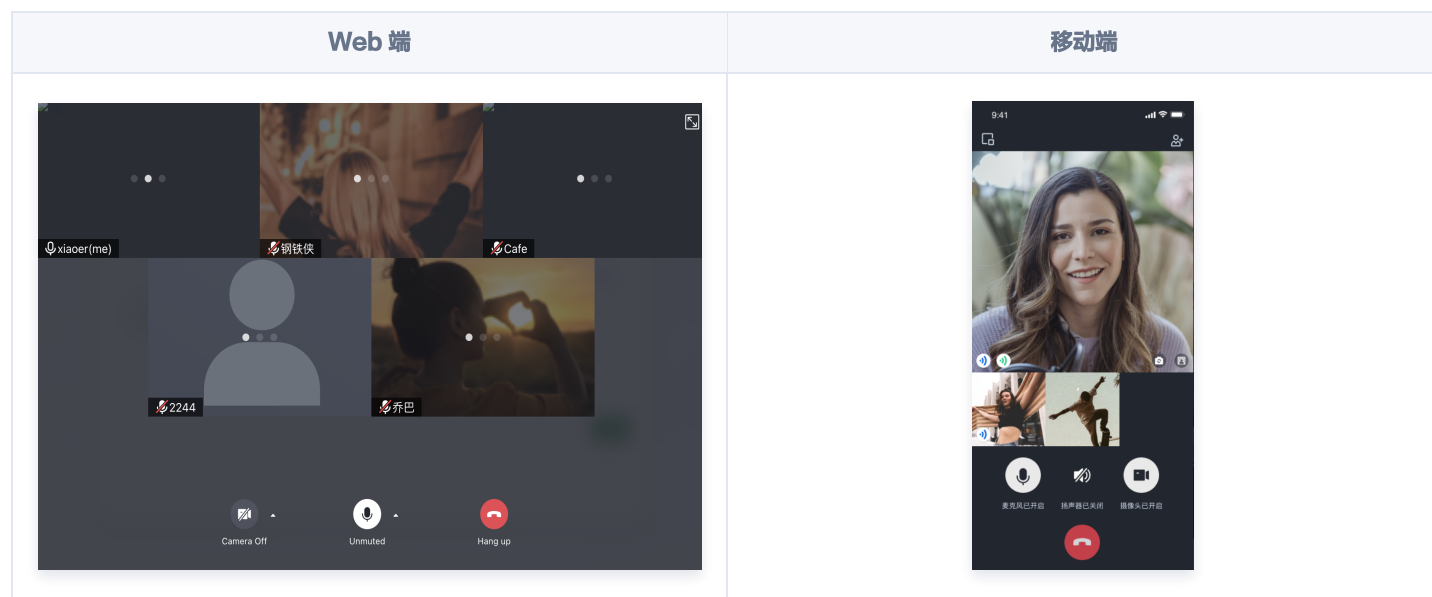 Web 端
移动端
xiaoer(me)
钢铁侠
Cafe
2244
乔巴
Camera Off
Unmuted
Hang up
9:41
麦克风已开启
扬声器已关闭
摄像头已开启